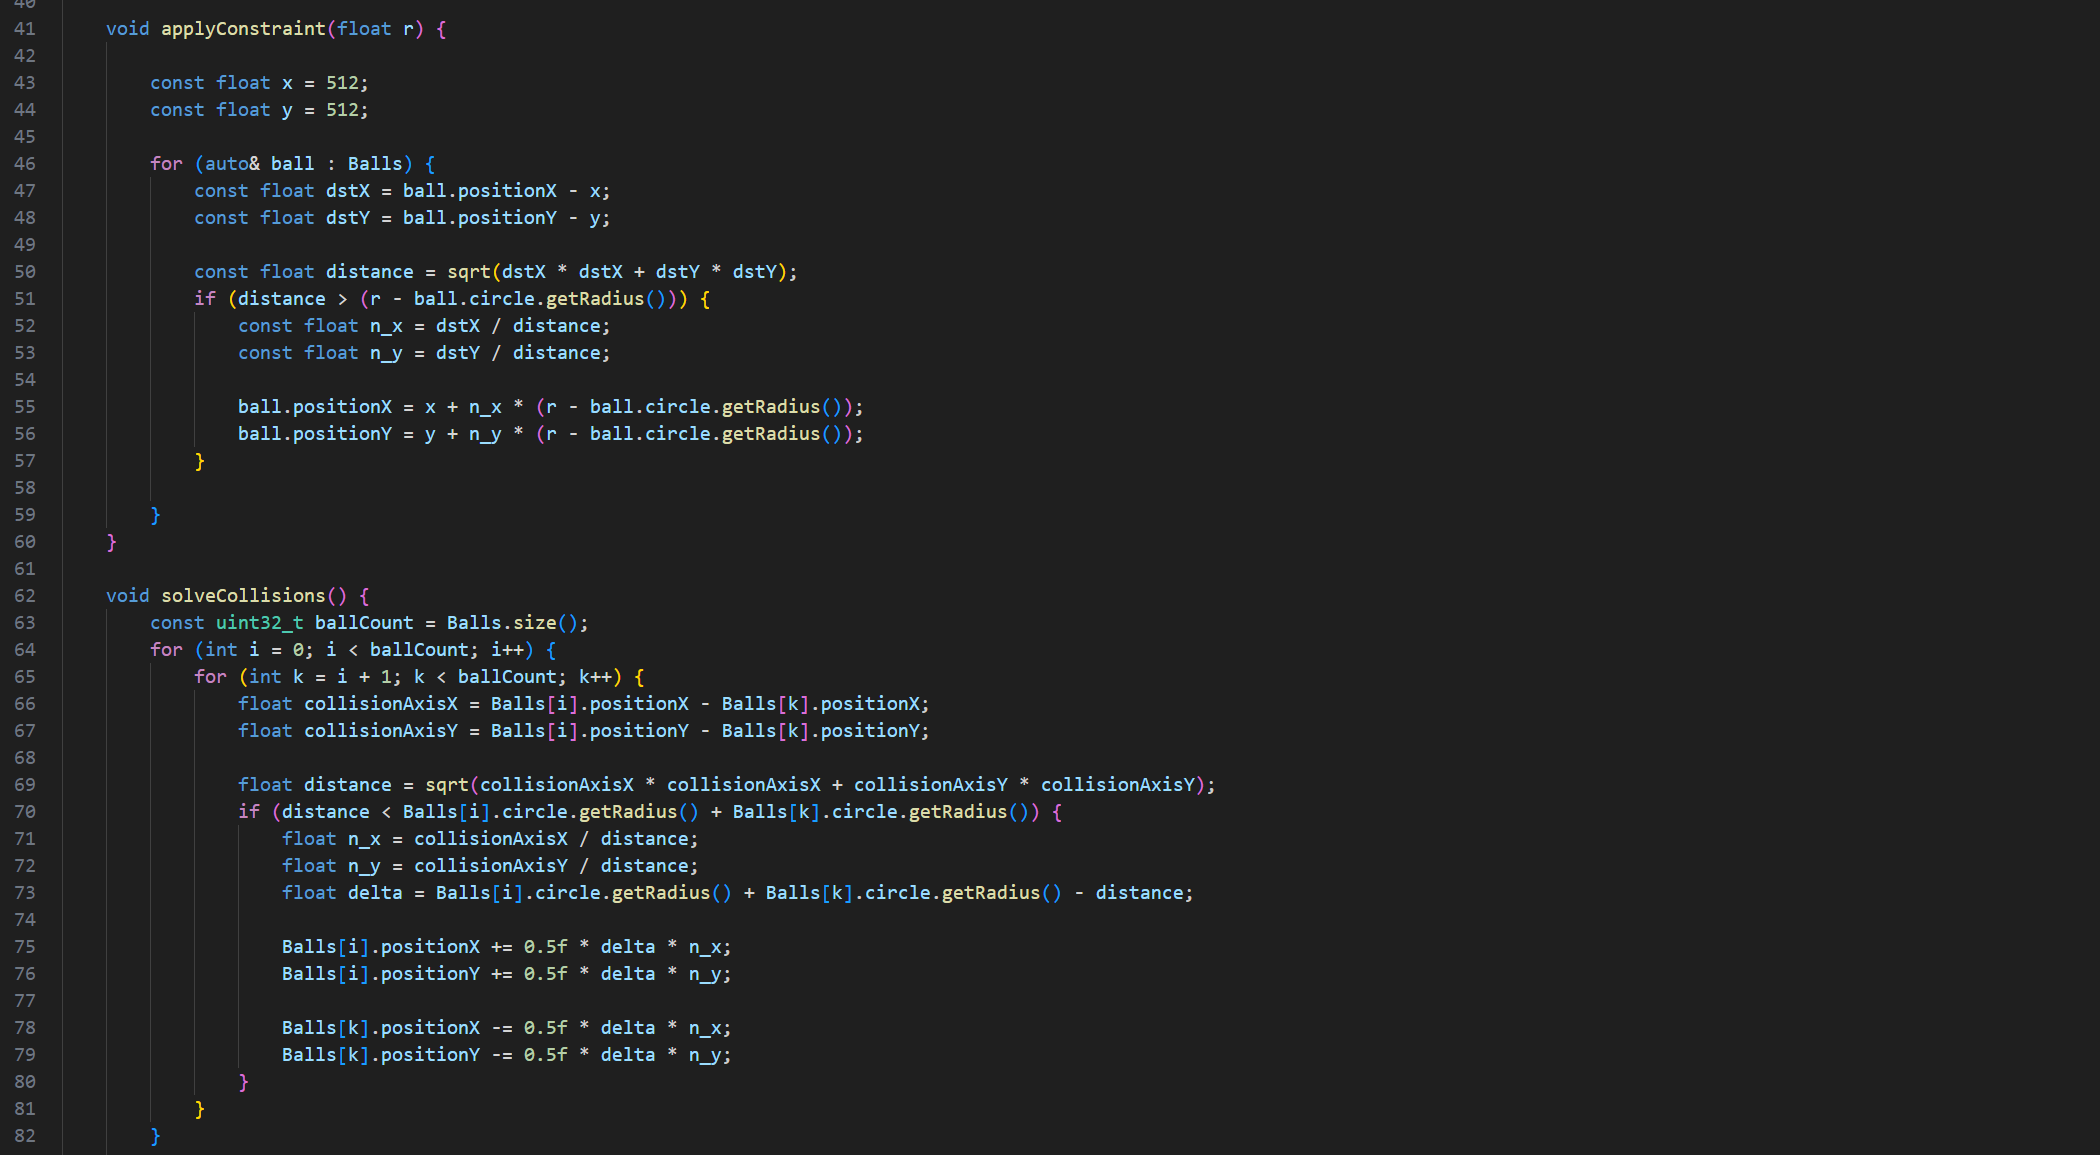 40
41 void applyConstraint(float r) {
42
43 const float x = 512;
44 const float y = 512;
45
46 for (auto& ball : Balls) {
47 const float dstX = ball.positionX - x;
48 const float dstY = ball.positionY - y;
49
50 const float distance = sqrt(dstX * dstX + dstY * dstY);
51 if (distance > (r - ball.circle.getRadius())) {
52 const float n_x = dstX / distance;
53 const float n_y = dstY / distance;
54
55 ball.positionX = x + n_x * (r - ball.circle.getRadius());
56 ball.positionY = y + n_y * (r - ball.circle.getRadius());
57 }
58
59 }
60 }
61
62 void solveCollisions() {
63 const uint32_t ballCount = Balls.size();
64 for (int i = 0; i < ballCount; i++) {
65 for (int k = i + 1; k < ballCount; k++) {
66 float collisionAxisX = Balls[i].positionX - Balls[k].positionX;
67 float collisionAxisY = Balls[i].positionY - Balls[k].positionY;
68
69 float distance = sqrt(collisionAxisX * collisionAxisX + collisionAxisY * collisionAxisY);
70 if (distance < Balls[i].circle.getRadius() + Balls[k].circle.getRadius()) {
71 float n_x = collisionAxisX / distance;
72 float n_y = collisionAxisY / distance;
73 float delta = Balls[i].circle.getRadius() + Balls[k].circle.getRadius() - distance;
74
75 Balls[i].positionX += 0.5f * delta * n_x;
76 Balls[i].positionY += 0.5f * delta * n_y;
77
78 Balls[k].positionX -= 0.5f * delta * n_x;
79 Balls[k].positionY -= 0.5f * delta * n_y;
80 }
81 }
82 }